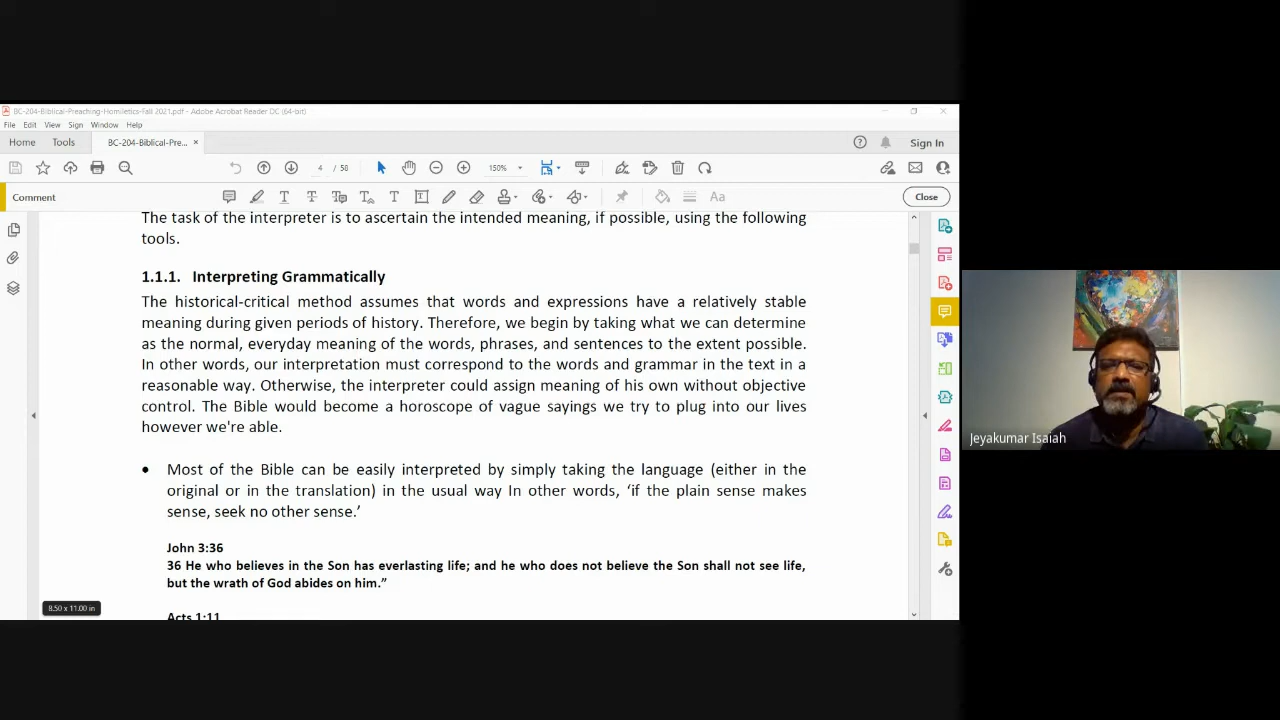 BC-204-Biblical-Preaching-Homiletics-Fall 2021.pdf - Adobe Acrobat Reader DC (64-bit)
File Edit View Sign Window Help
Home Tools BC-204-Biblical-Pre... × Sign In
4 / 58 150%
Comment Aa Close
The task of the interpreter is to ascertain the intended meaning, if possible, using the following
tools.
1.1.1. Interpreting Grammatically
The historical-critical method assumes that words and expressions have a relatively stable
meaning during given periods of history. Therefore, we begin by taking what we can determine
as the normal, everyday meaning of the words, phrases, and sentences to the extent possible.
In other words, our interpretation must correspond to the words and grammar in the text in a
reasonable way. Otherwise, the interpreter could assign meaning of his own without objective
control. The Bible would become a horoscope of vague sayings we try to plug into our lives
however we're able.
• Most of the Bible can be easily interpreted by simply taking the language (either in the
original or in the translation) in the usual way In other words, ‘if the plain sense makes
sense, seek no other sense.’
John 3:36
36 He who believes in the Son has everlasting life; and he who does not believe the Son shall not see life,
but the wrath of God abides on him.”
8.50 x 11.00 in
Acts 1:11
Jeyakumar Isaiah